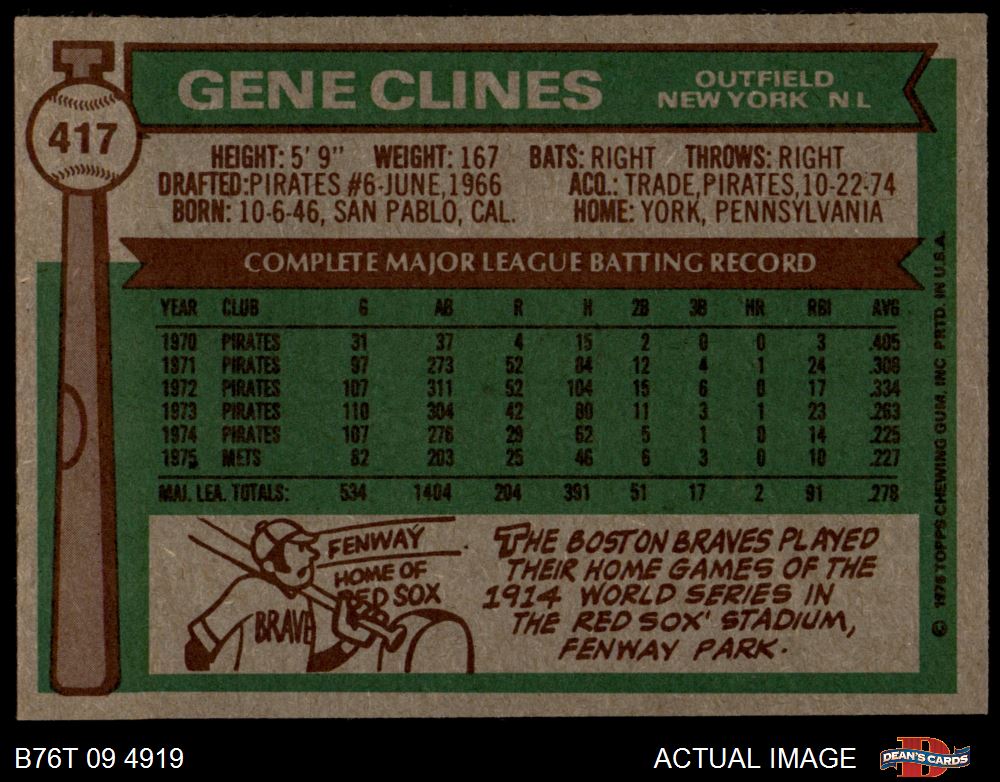 417
GENE CLINES
OUTFIELD
NEW YORK N L
HEIGHT: 5' 9" WEIGHT: 167 BATS: RIGHT THROWS: RIGHT
DRAFTED: PIRATES #6-JUNE, 1966 ACQ.: TRADE, PIRATES, 10-22-74
BORN: 10-6-46, SAN PABLO, CAL. HOME: YORK, PENNSYLVANIA
COMPLETE MAJOR LEAGUE BATTING RECORD
YEAR CLUB G AB R H 2B 3B HR RBI AVG
1970 PIRATES 31 37 4 15 2 0 0 3 .405
1971 PIRATES 97 273 52 84 12 4 1 24 .308
1972 PIRATES 107 311 52 104 15 6 0 17 .334
1973 PIRATES 110 304 42 80 11 3 1 23 .263
1974 PIRATES 107 276 29 62 5 1 0 14 .225
1975 METS 82 203 25 46 6 3 0 10 .227
MAJ. LEA. TOTALS: 534 1404 204 391 51 17 2 91 .278
FENWAY
HOME OF
RED SOX
BRAVE
THE BOSTON BRAVES PLAYED
THEIR HOME GAMES OF THE
1914 WORLD SERIES IN
THE RED SOX' STADIUM,
FENWAY PARK.
© 1976 TOPPS CHEWING GUM, INC PRTD. IN U.S.A.
B76T 09 4919
ACTUAL IMAGE
DEAN'S CARDS